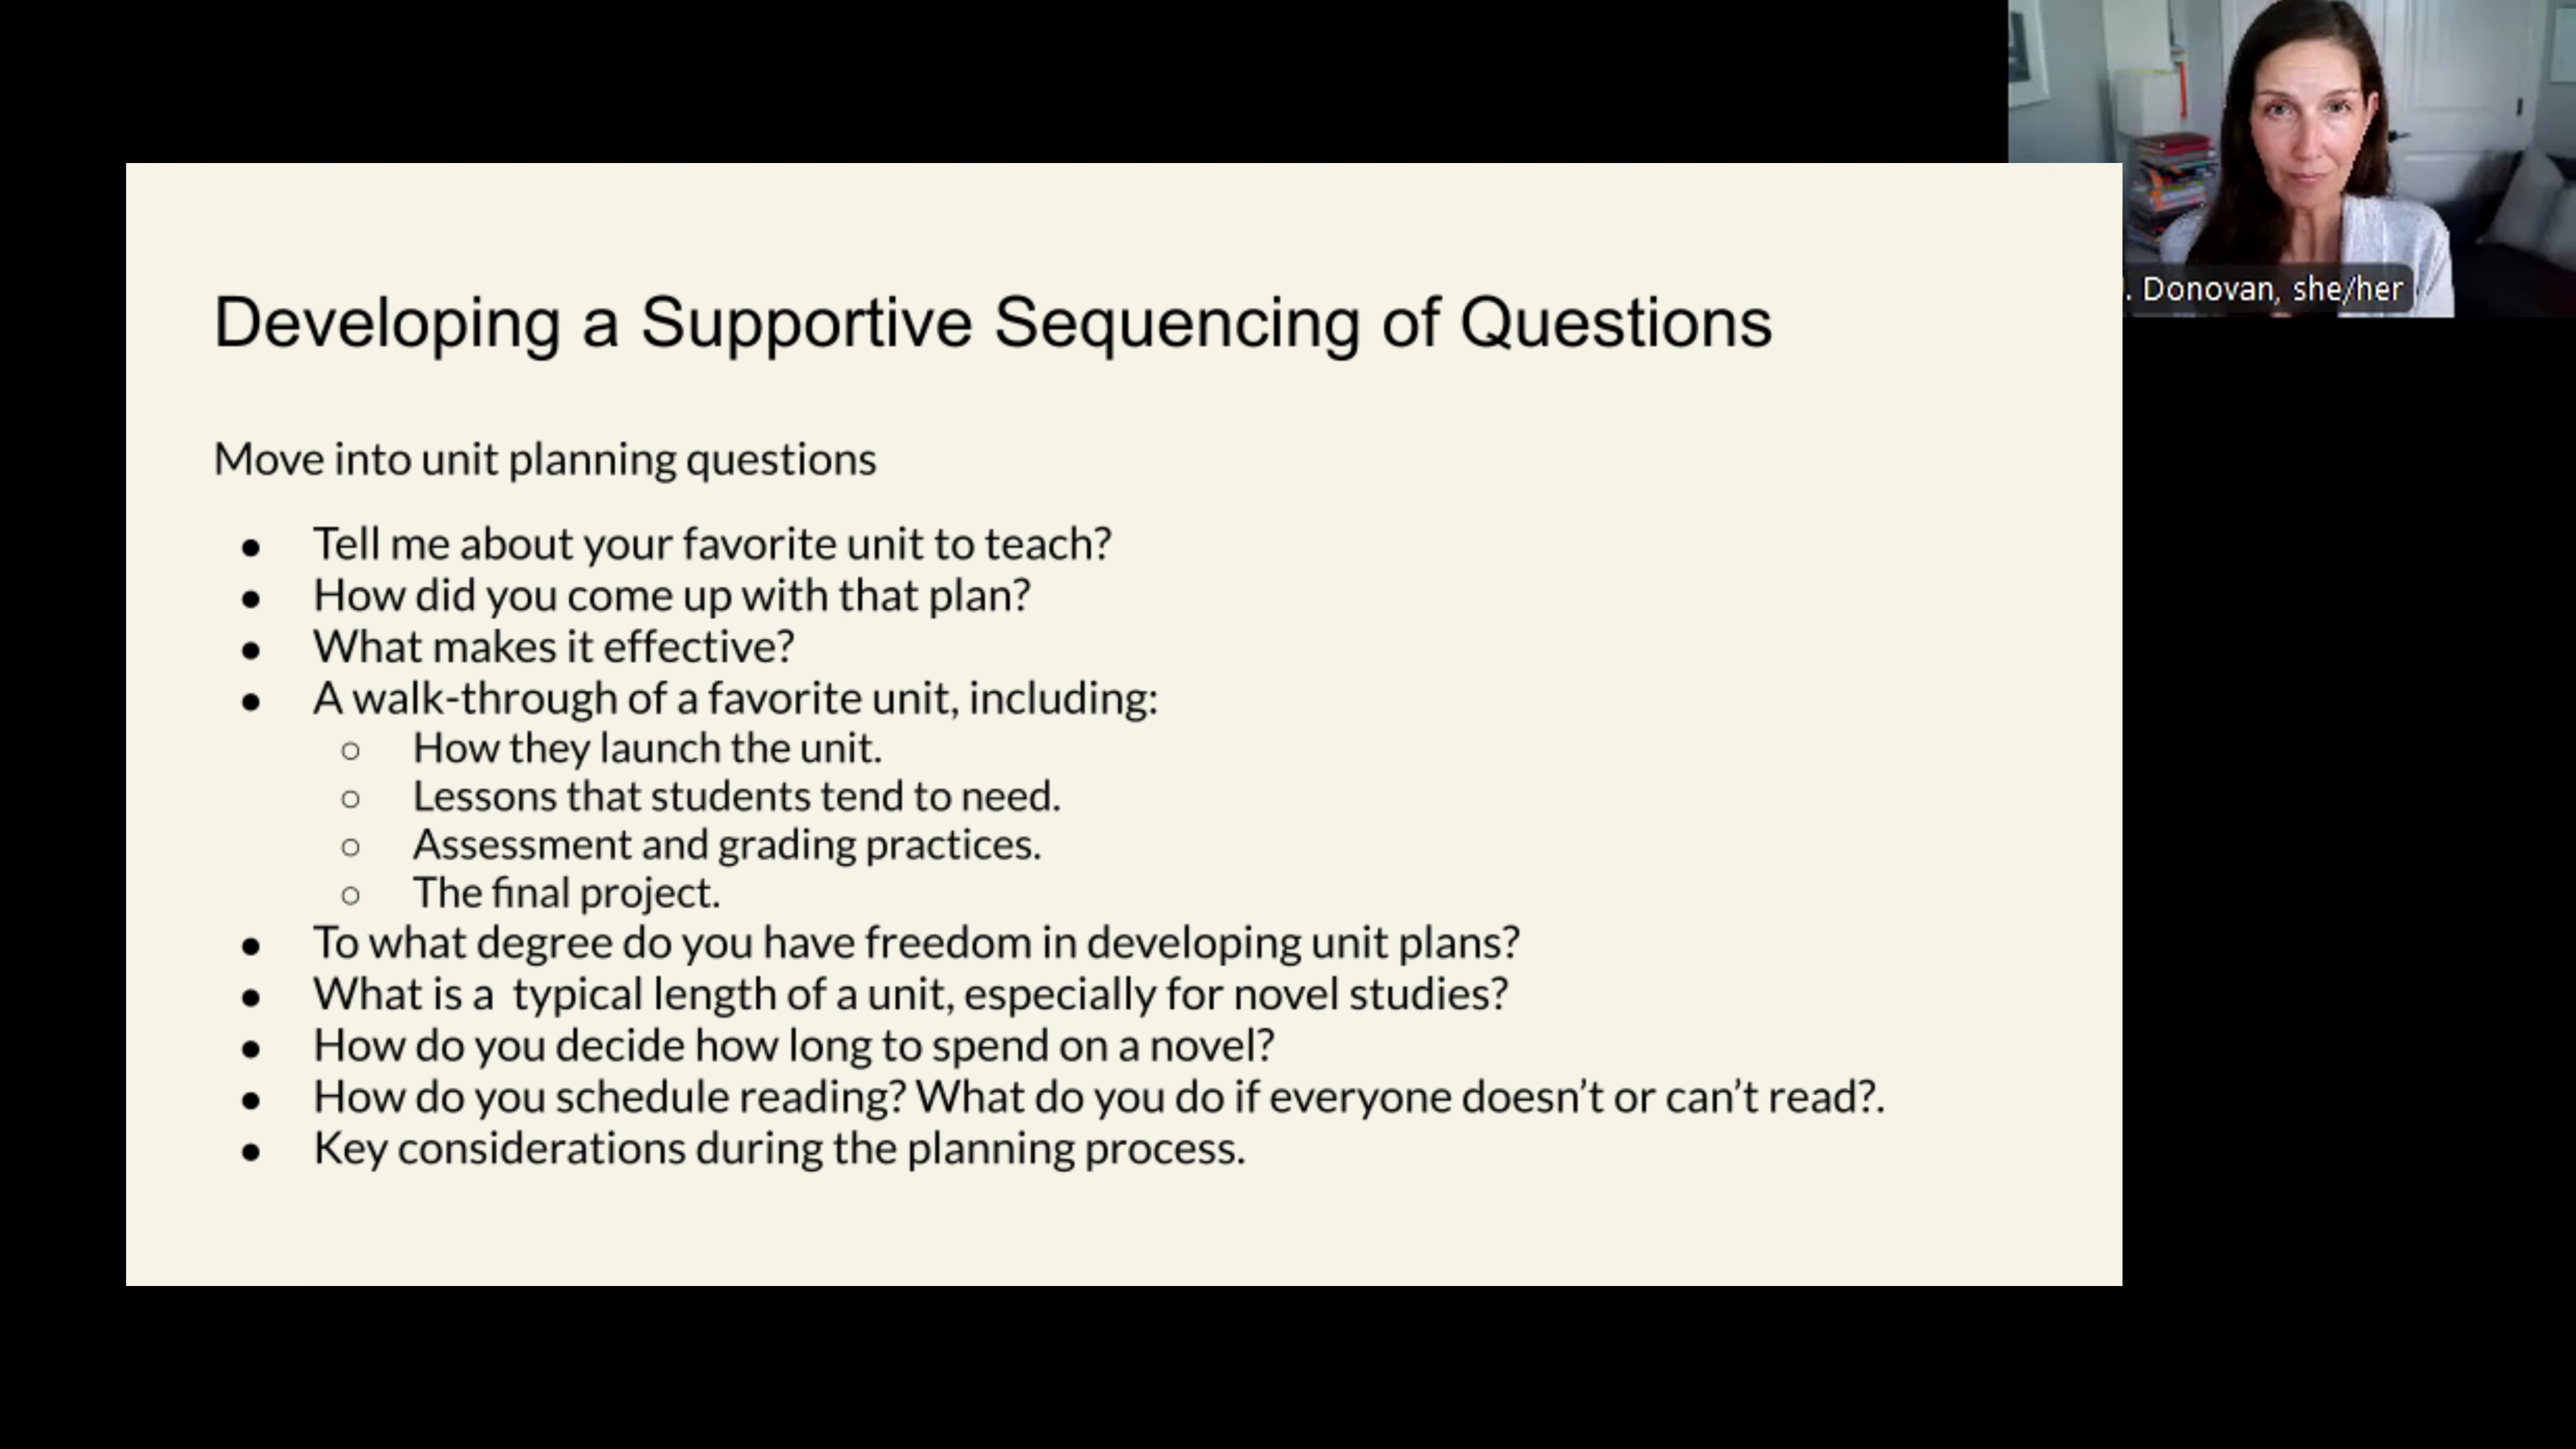 Developing a Supportive Sequencing of Questions
Move into unit planning questions
● Tell me about your favorite unit to teach?
● How did you come up with that plan?
● What makes it effective?
● A walk-through of a favorite unit, including:
○ How they launch the unit.
○ Lessons that students tend to need.
○ Assessment and grading practices.
○ The final project.
● To what degree do you have freedom in developing unit plans?
● What is a  typical length of a unit, especially for novel studies?
● How do you decide how long to spend on a novel?
● How do you schedule reading? What do you do if everyone doesn’t or can’t read?.
● Key considerations during the planning process.
. Donovan, she/her